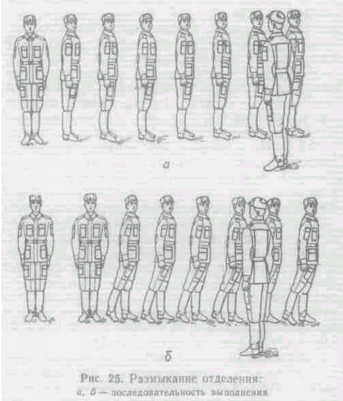 а
б
Рис. 25. Размыкание отделения:
а, б — последовательность выполнения